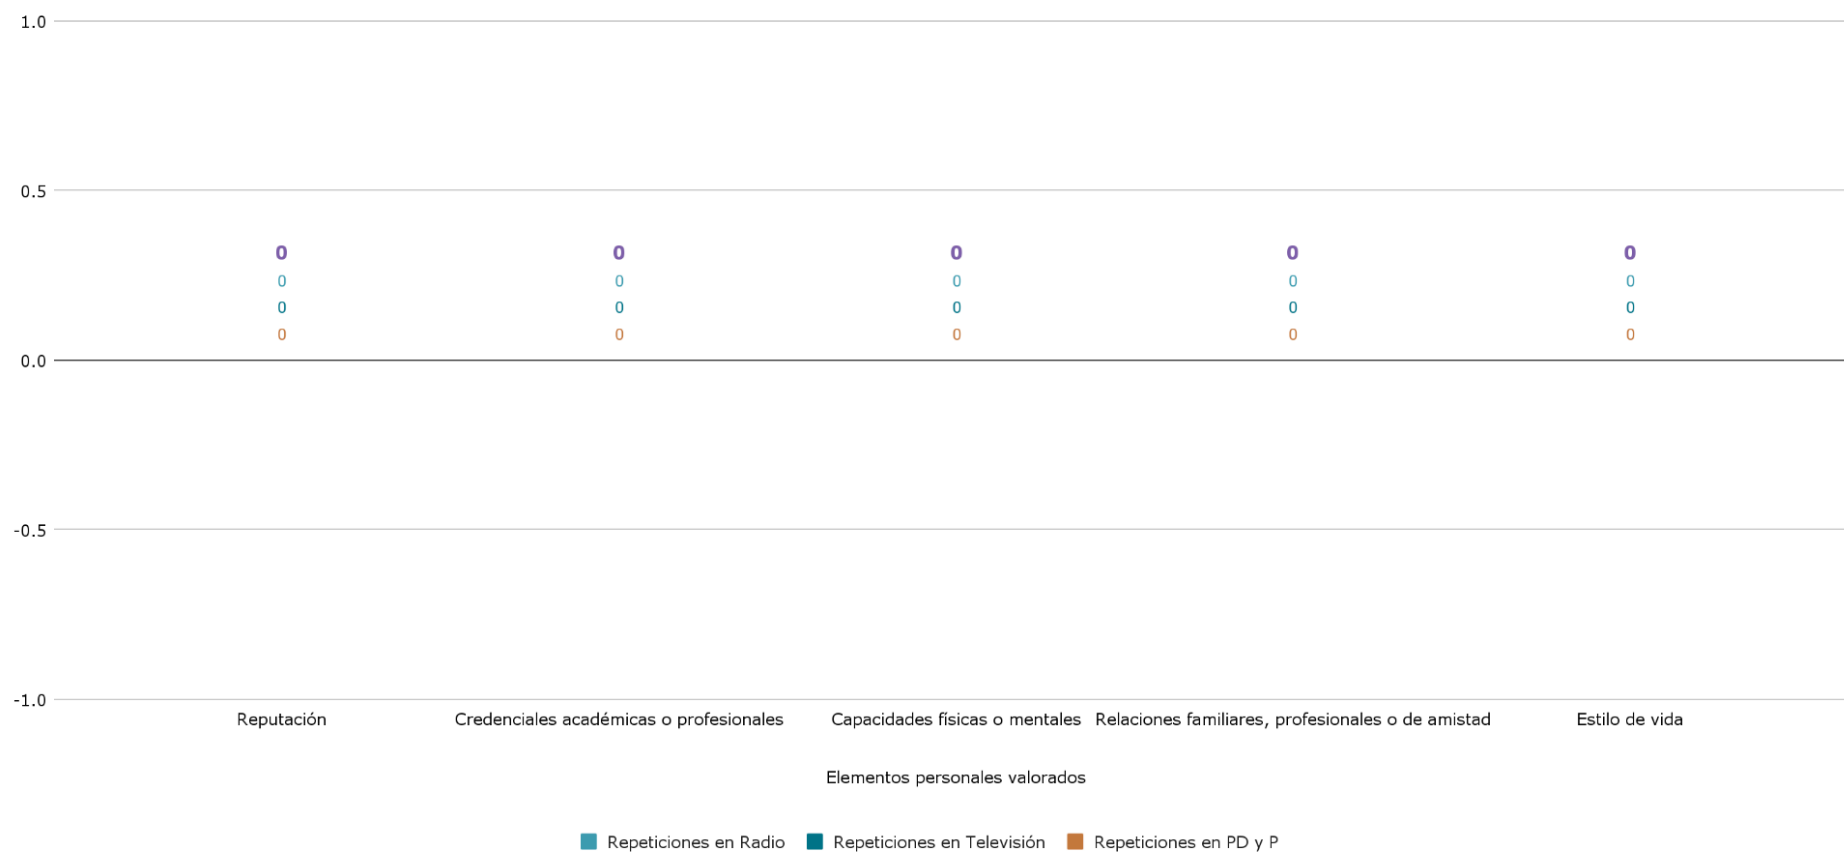 1.0
0.5
0 0 0 0 0
0 0 0 0 0
0 0 0 0 0
0 0 0 0 0
0.0
-0.5
-1.0
Reputación Credenciales académicas o profesionales Capacidades físicas o mentales Relaciones familiares, profesionales o de amistad Estilo de vida
Elementos personales valorados
Repeticiones en Radio Repeticiones en Televisión Repeticiones en PD y P